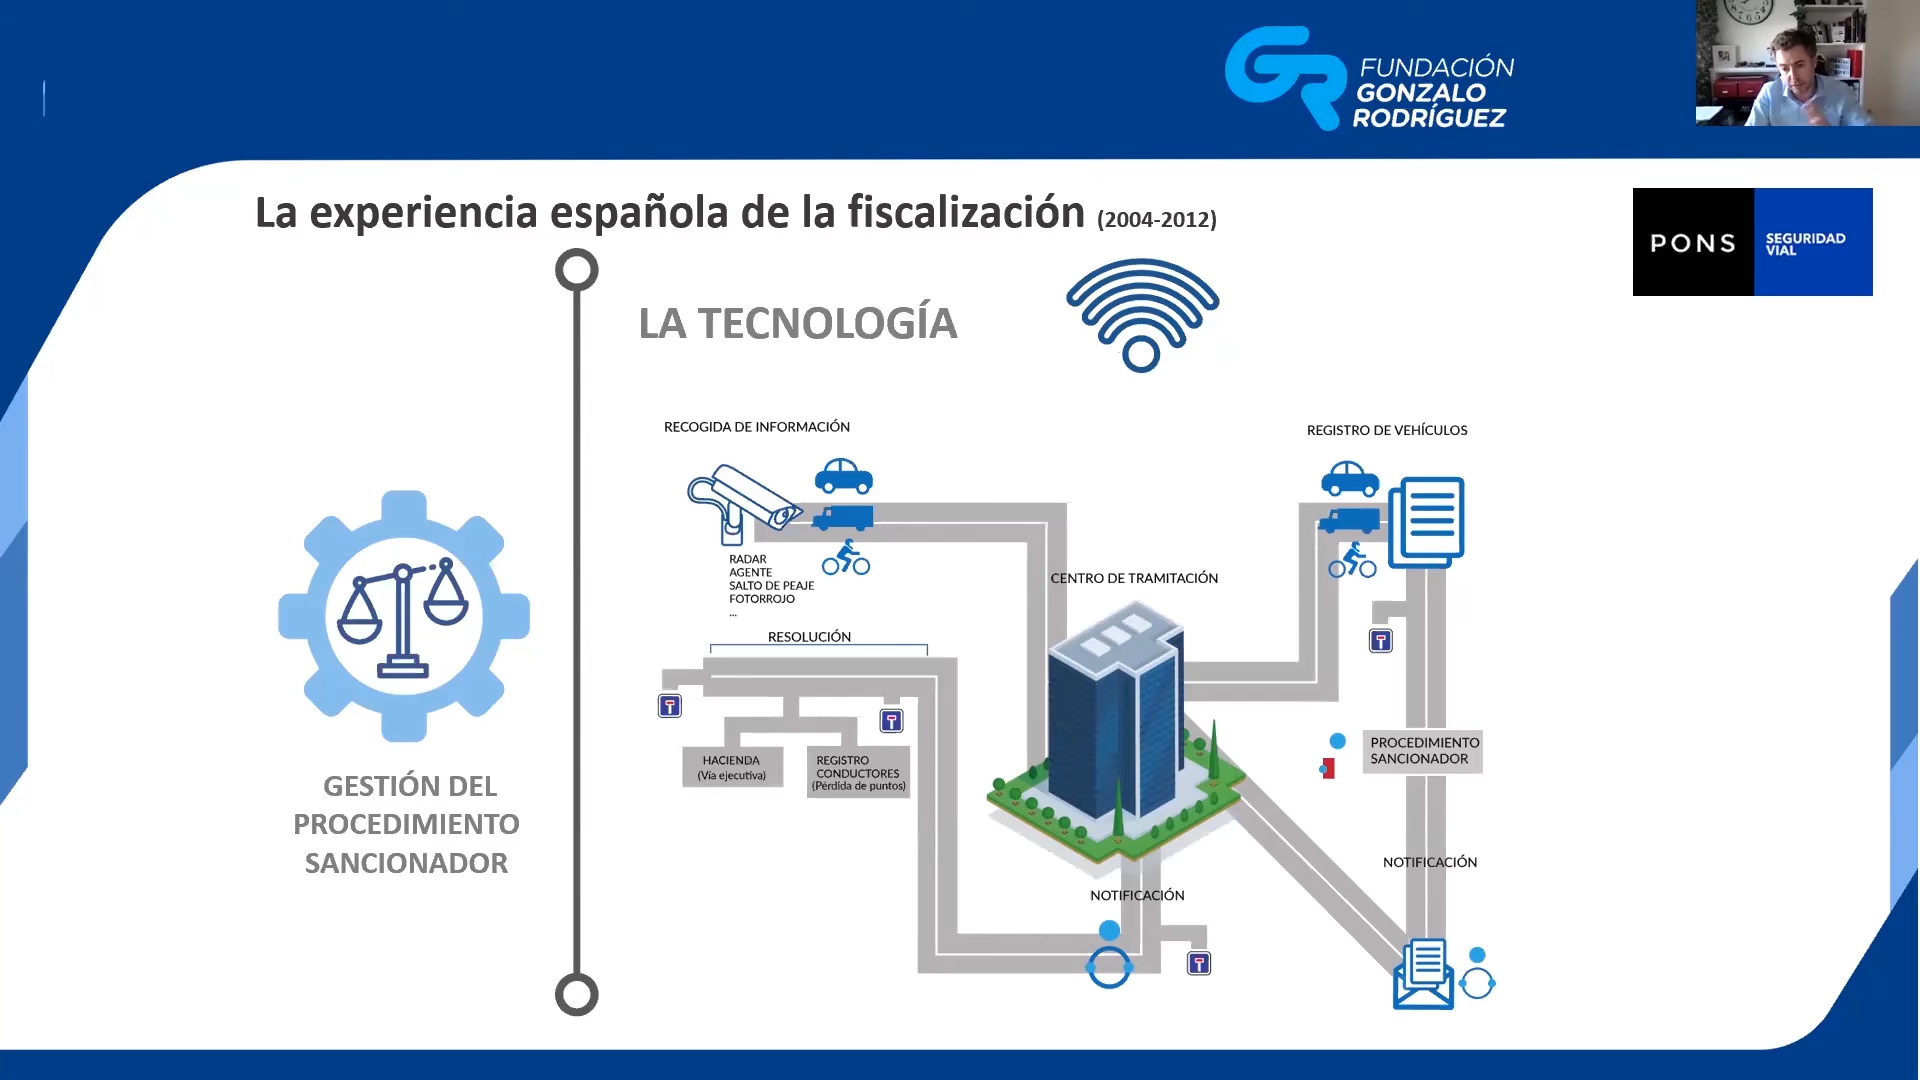 FUNDACIÓN
GONZALO
RODRÍGUEZ
La experiencia española de la fiscalización (2004-2012)
PONS
SEGURIDAD
VIAL
LA TECNOLOGÍA
RECOGIDA DE INFORMACIÓN
REGISTRO DE VEHÍCULOS
RADAR
AGENTE
SALTO DE PEAJE
FOTORROJO
...
CENTRO DE TRAMITACIÓN
RESOLUCIÓN
HACIENDA
(Vía ejecutiva)
REGISTRO
CONDUCTORES
(Pérdida de puntos)
PROCEDIMIENTO
SANCIONADOR
GESTIÓN DEL
PROCEDIMIENTO
SANCIONADOR
NOTIFICACIÓN
NOTIFICACIÓN